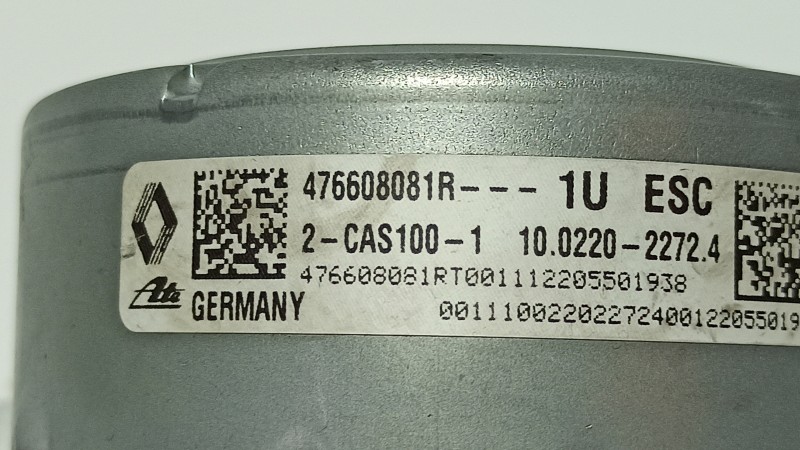 476608081R--- 1U ESC
2-CAS100-1 10.0220-2272.4
476608081RT001112205501938
Ate GERMANY 00111002202272400122055019